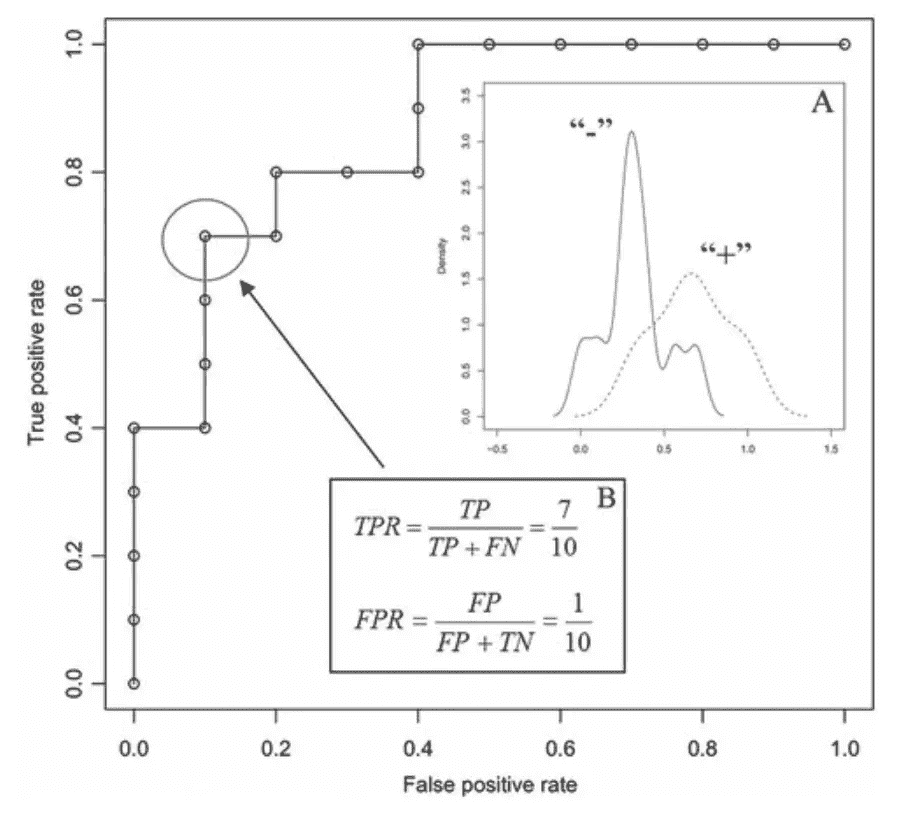 1.0
0.8
0.6
0.4
0.2
0.0
True positive rate
0.0 0.2 0.4 0.6 0.8 1.0
False positive rate
A
“-”
“+”
3.5
3.0
2.5
2.0
1.5
1.0
0.5
0.0
Density
-0.5 0.0 0.5 1.0 1.5
B
TPR = TP / TP + FN = 7 / 10
FPR = FP / FP + TN = 1 / 10